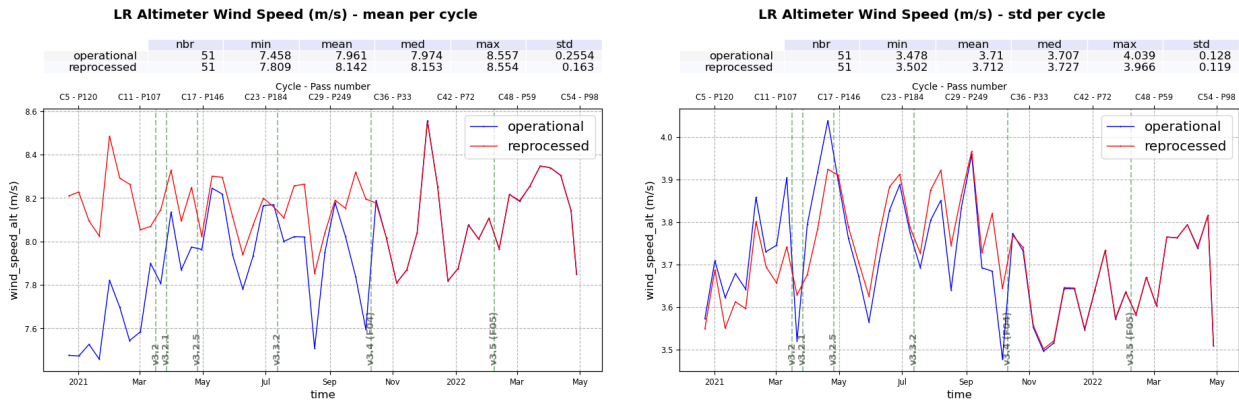 LR Altimeter Wind Speed (m/s) - mean per cycle
nbr min mean med max std
operational 51 7.458 7.961 7.974 8.557 0.2554
reprocessed 51 7.809 8.142 8.153 8.554 0.163
Cycle - Pass number
C5 - P120 C11 - P107 C17 - P146 C23 - P184 C29 - P249 C36 - P33 C42 - P72 C48 - P59 C54 - P98
8.6
8.4
8.2
8.0
7.8
7.6
wind_speed_alt (m/s)
operational
reprocessed
v3.2
v3.2.1
v3.2.5
v3.3.2
v3.4 (F04)
v3.5 (F05)
2021 Mar May Jul Sep Nov 2022 Mar May
time
LR Altimeter Wind Speed (m/s) - std per cycle
nbr min mean med max std
operational 51 3.478 3.71 3.707 4.039 0.128
reprocessed 51 3.502 3.712 3.727 3.966 0.119
Cycle - Pass number
C5 - P120 C11 - P107 C17 - P146 C23 - P184 C29 - P249 C36 - P33 C42 - P72 C48 - P59 C54 - P98
4.0
3.9
3.8
3.7
3.6
3.5
wind_speed_alt (m/s)
operational
reprocessed
v3.2
v3.2.1
v3.2.5
v3.3.2
v3.4 (F04)
v3.5 (F05)
2021 Mar May Jul Sep Nov 2022 Mar May
time